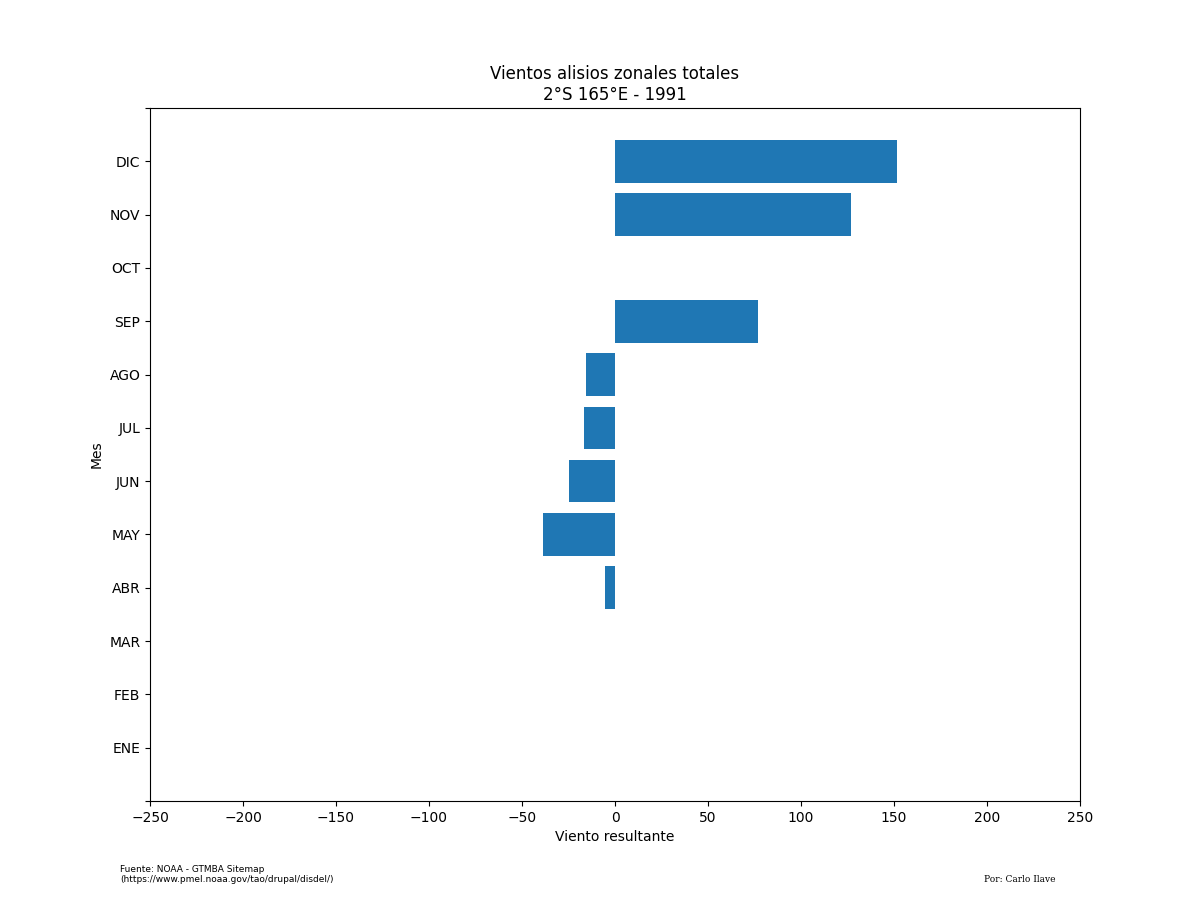 Vientos alisios zonales totales
2°S 165°E - 1991
DIC
NOV
OCT
SEP
AGO
JUL
JUN
MAY
ABR
MAR
FEB
ENE
Mes
−250 −200 −150 −100 −50 0 50 100 150 200 250
Viento resultante
Fuente: NOAA - GTMBA Sitemap
(https://www.pmel.noaa.gov/tao/drupal/disdel/)
Por: Carlo Ilave